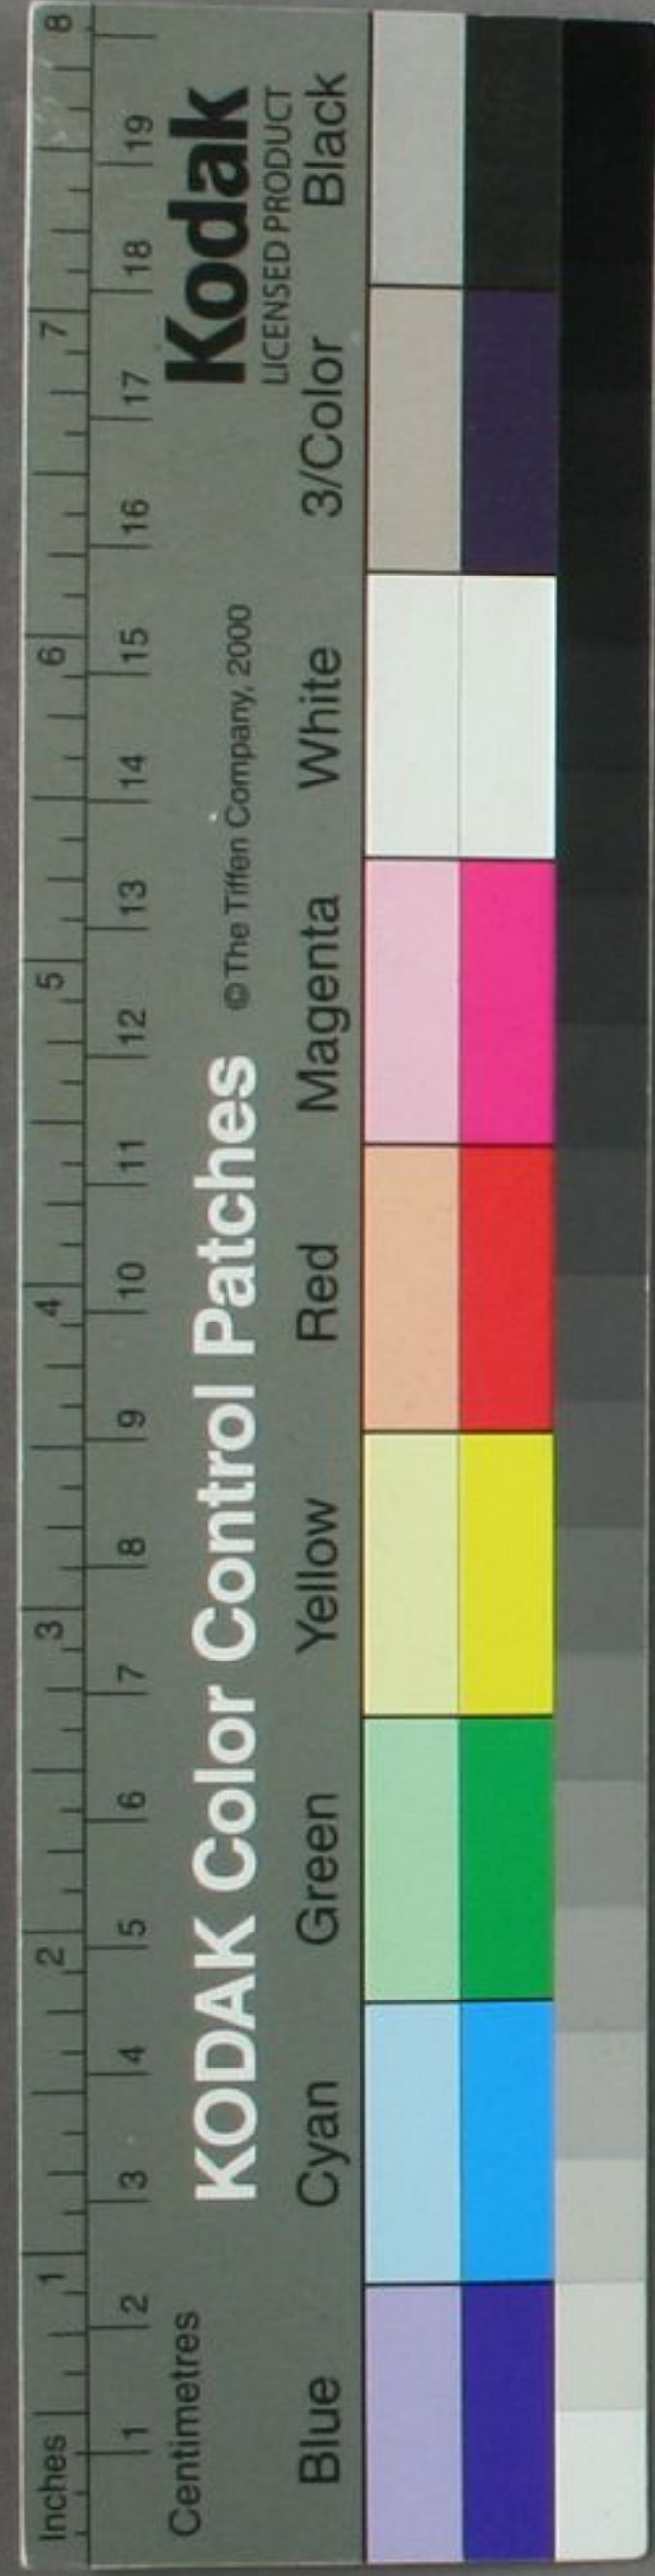 Inches 1 2 3 4 5 6 7 8
Centimetres 1 2 3 4 5 6 7 8 9 10 11 12 13 14 15 16 17 18 19
KODAK Color Control Patches © The Tiffen Company, 2000 Kodak
LICENSED PRODUCT
Blue Cyan Green Yellow Red Magenta White 3/Color Black